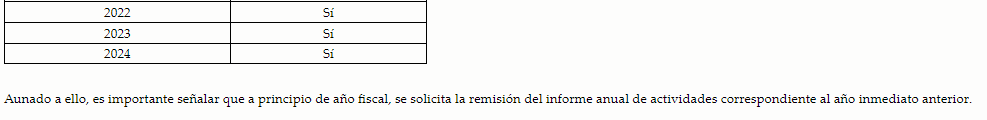 2022 Sí
2023 Sí
2024 Sí
Aunado a ello, es importante señalar que a principio de año fiscal, se solicita la remisión del informe anual de actividades correspondiente al año inmediato anterior.